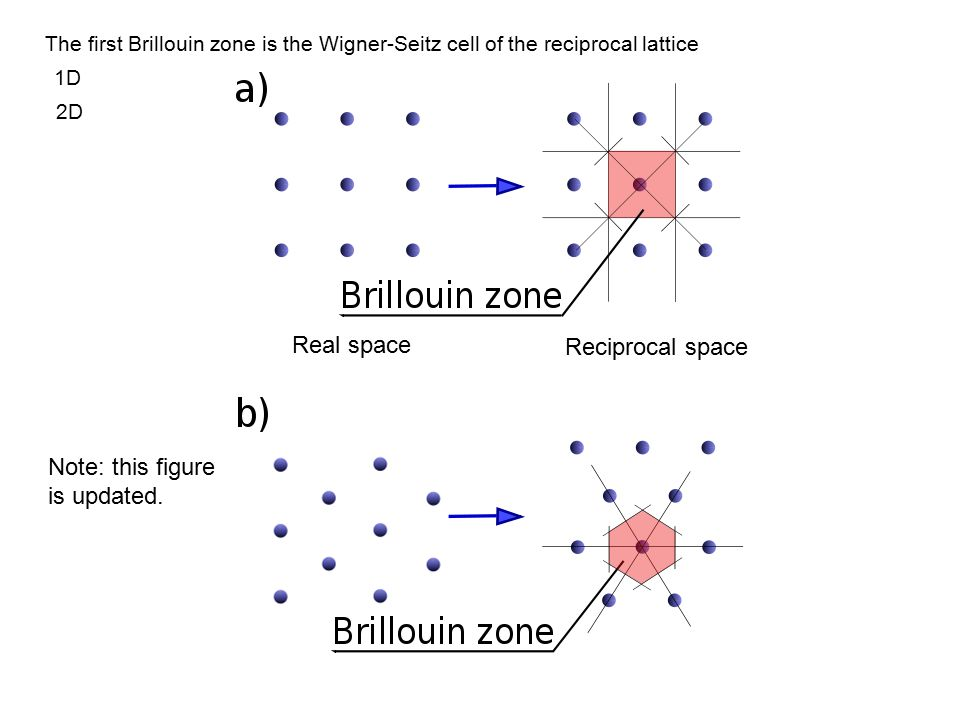 The first Brillouin zone is the Wigner-Seitz cell of the reciprocal lattice
1D
2D
a)
Brillouin zone
Real space
Reciprocal space
b)
Note: this figure
is updated.
Brillouin zone